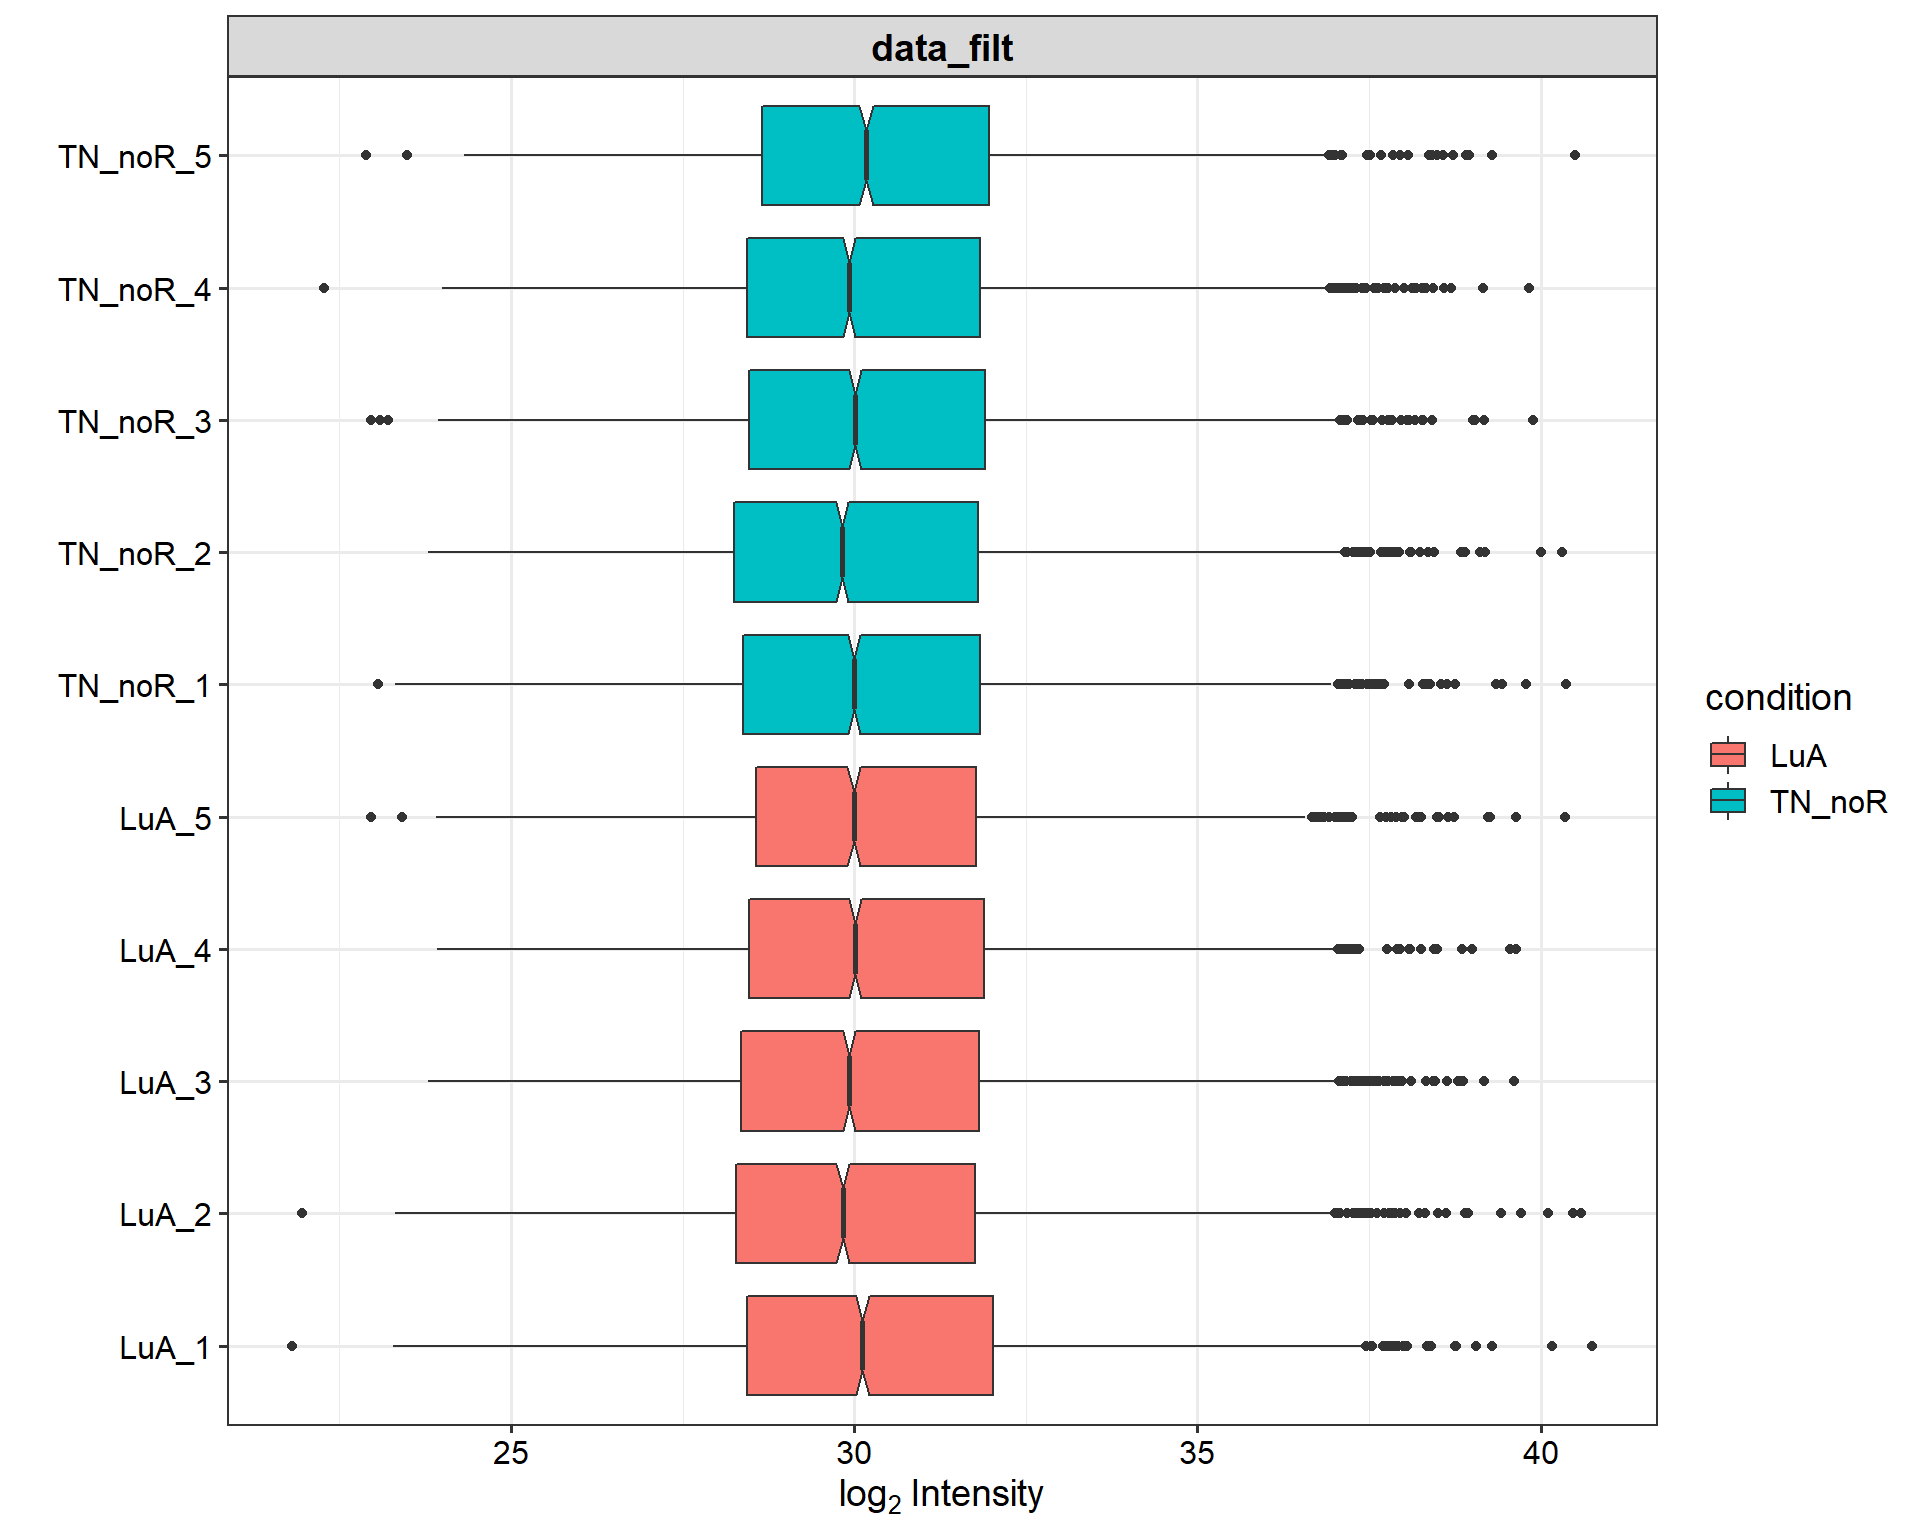 data_filt
TN_noR_5
TN_noR_4
TN_noR_3
TN_noR_2
TN_noR_1
LuA_5
LuA_4
LuA_3
LuA_2
LuA_1
25 30 35 40
log₂ Intensity
condition
LuA
TN_noR